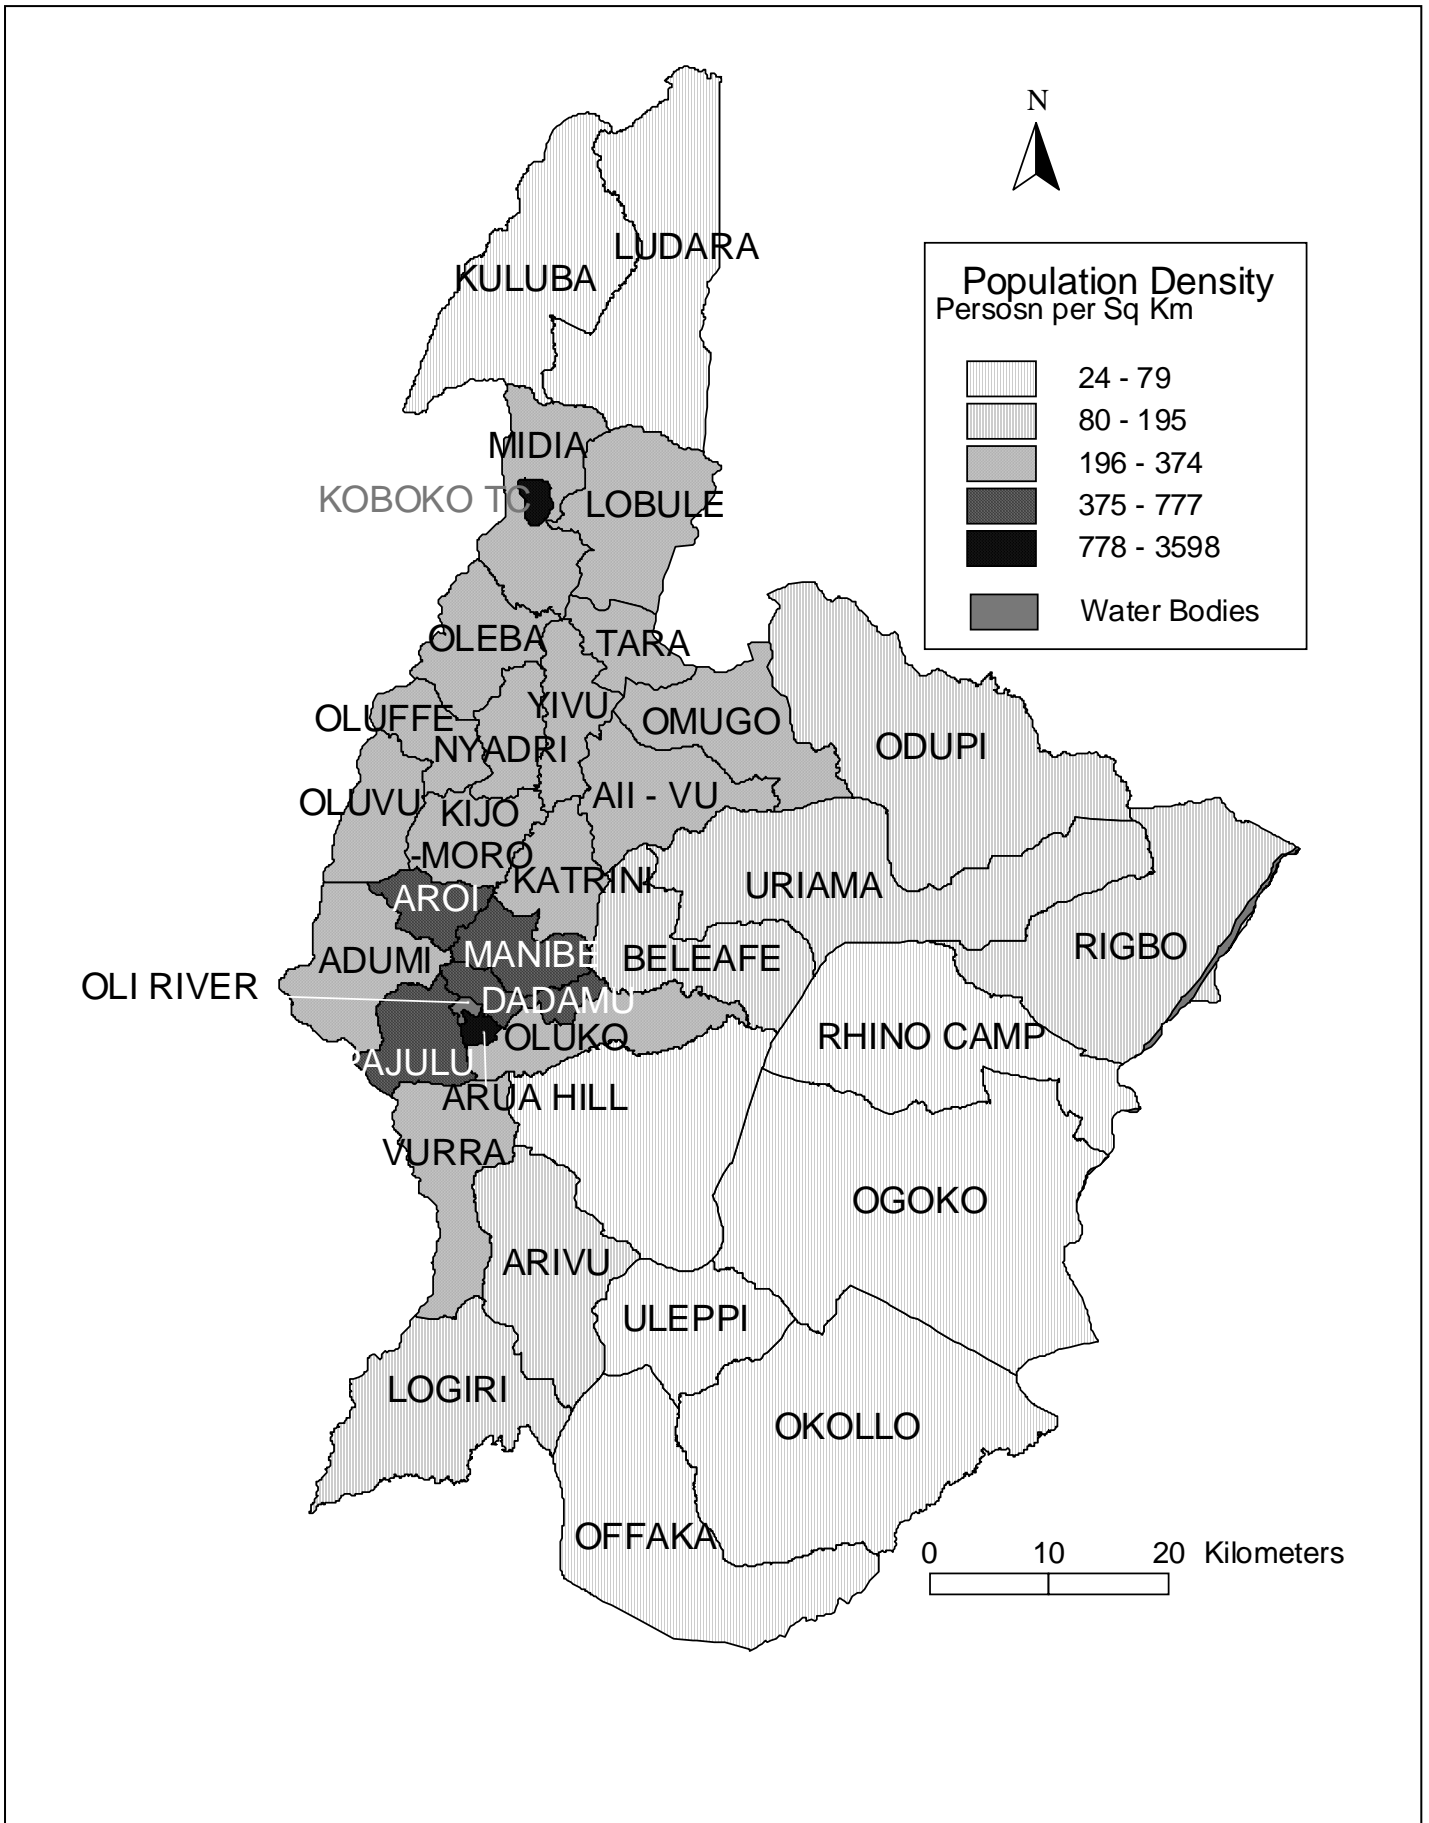 N
LUDARA
KULUBA
Population Density
Persosn per Sq Km
24 - 79
80 - 195
196 - 374
375 - 777
778 - 3598
Water Bodies
MIDIA
KOBOKO TC
LOBULE
OLEBA
TARA
YIVU
OLUFFE
OMUGO
NYADRI
ODUPI
OLUVU
AII - VU
KIJO
-MORO
KATRINI
URIAMA
AROI
MANIBE
ADUMI
BELEAFE
RIGBO
OLI RIVER
DADAMU
OLUKO
RHINO CAMP
PAJULU
ARUA HILL
VURRA
OGOKO
ARIVU
ULEPPI
LOGIRI
OKOLLO
OFFAKA
0 10 20 Kilometers